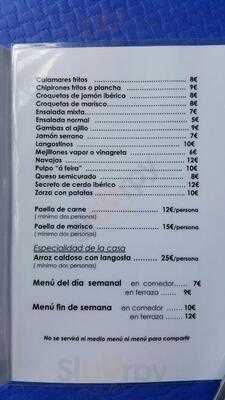 Calamares fritos ............ 8€
Chipirones fritos o plancha ...... 9€
Croquetas de jamón ibérico ...... 8€
Croquetas de marisco............ 8€
Ensalada mixta .................. 7€
Ensalada normal ............... 5€
Gambas al ajillo ............... 9€
Jamón serrano .................. 7€
Langostinos .................. 10€
Mejillones vapor o vinagreta ...... 6€
Navajas .................. 12€
Pulpo "á feira" ............... 10€
Queso semicurado ............... 8€
Secreto de cerdo ibérico ...... 12€
Zorza con patatas ............ 10€
Paella de carne ............ 12€/persona
( mínimo dos personas)
Paella de marisco ............ 15€/persona
( mínimo dos personas)
Especialidad de la casa
Arroz caldoso con langosta ...... 25€/persona
( mínimo dos personas)
Menú del día semanal en comedor...... 7€
en terraza ... 9€
Menú fin de semana en comedor .... 10€
en terraza .... 12€
No se servirá ni medio menú ni menú para compartir